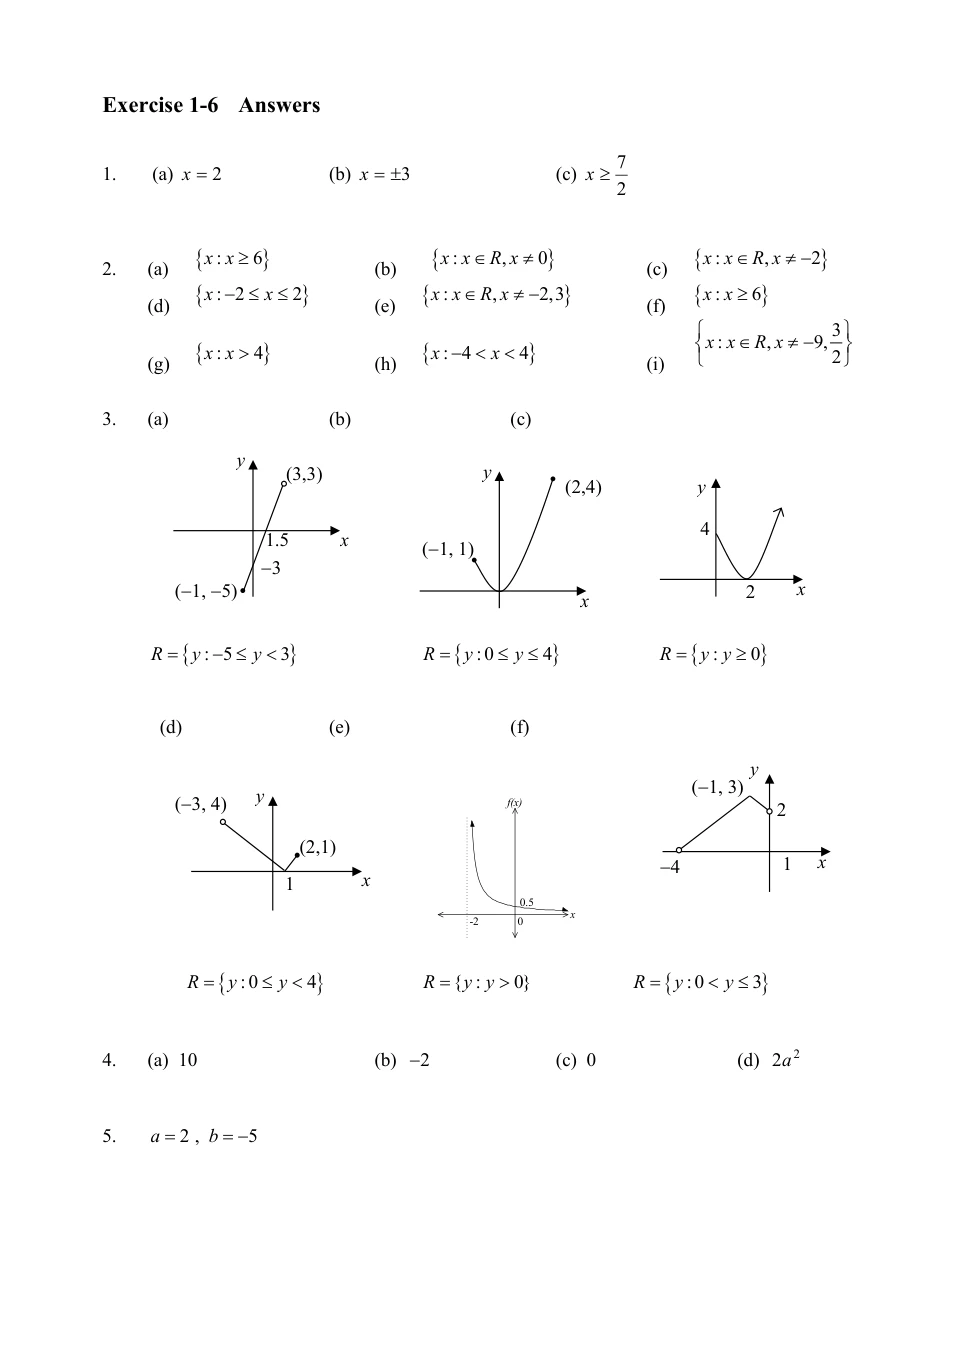 Exercise 1-6 Answers
1. (a) x = 2 (b) x = ±3 (c) x ≥ 7/2
2. (a) {x : x ≥ 6} (b) {x : x ∈ R, x ≠ 0} (c) {x : x ∈ R, x ≠ −2}
(d) {x : −2 ≤ x ≤ 2} (e) {x : x ∈ R, x ≠ −2, 3} (f) {x : x ≥ 6}
(g) {x : x > 4} (h) {x : −4 < x < 4} (i) {x : x ∈ R, x ≠ −9, 3/2}
3. (a) (b) (c)
y
(3,3)
1.5
x
−3
(−1, −5)
y
(2,4)
(−1, 1)
x
y
4
2
x
R = {y : −5 ≤ y < 3} R = {y : 0 ≤ y ≤ 4} R = {y : y ≥ 0}
(d) (e) (f)
(−3, 4)
y
(2,1)
1
x
f(x)
0.5
x
-2
0
y
(−1, 3)
2
−4
1
x
R = {y : 0 ≤ y < 4} R = {y : y > 0} R = {y : 0 < y ≤ 3}
4. (a) 10 (b) −2 (c) 0 (d) 2a²
5. a = 2 , b = −5